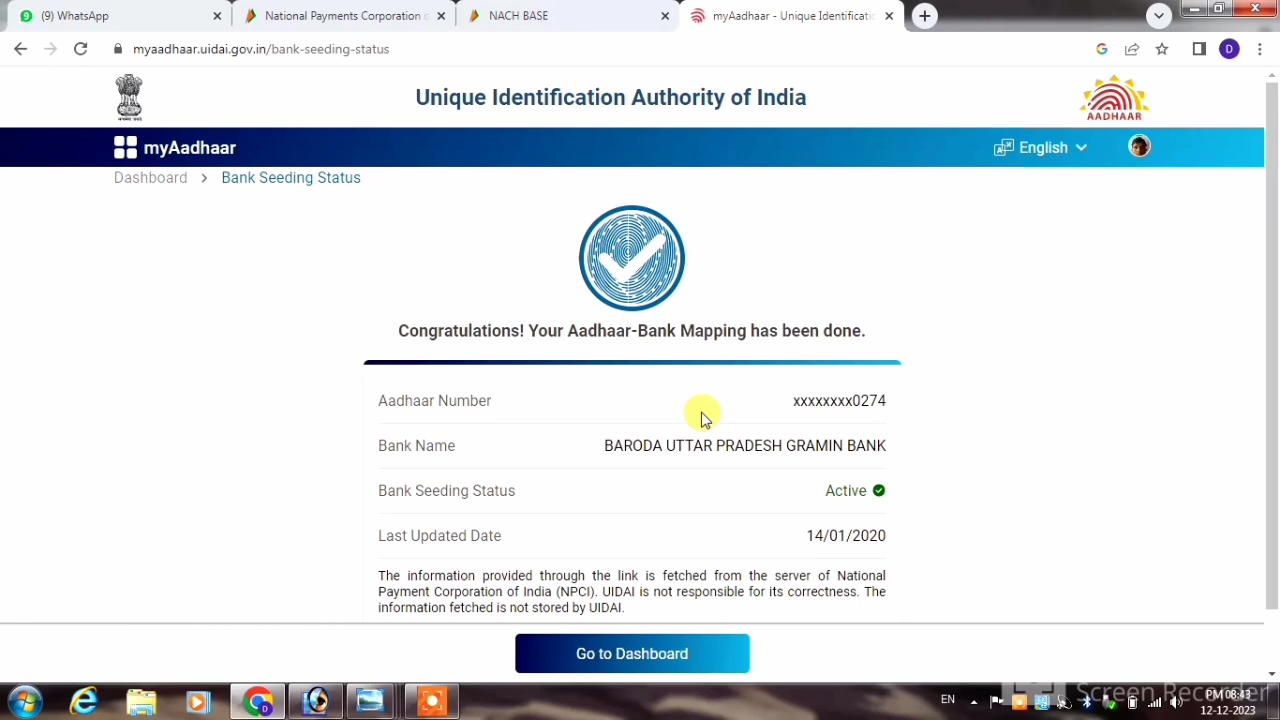 9 (9) WhatsApp
National Payments Corporation o
NACH BASE
myAadhaar - Unique Identificati
myaadhaar.uidai.gov.in/bank-seeding-status
G
D
Unique Identification Authority of India
AADHAAR
myAadhaar
English
Dashboard > Bank Seeding Status
Congratulations! Your Aadhaar-Bank Mapping has been done.
Aadhaar Number xxxxxxxx0274
Bank Name BARODA UTTAR PRADESH GRAMIN BANK
Bank Seeding Status Active
Last Updated Date 14/01/2020
The information provided through the link is fetched from the server of National
Payment Corporation of India (NPCI). UIDAI is not responsible for its correctness. The
information fetched is not stored by UIDAI.
Go to Dashboard
Screen Recorder
EN
PM 08:43
12-12-2023